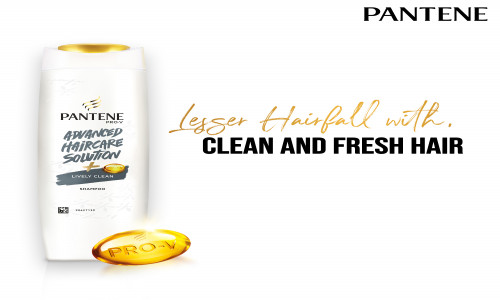 PANTENE
Lesser Hairfall with.
CLEAN AND FRESH HAIR
PANTENE
PRO-V
ADVANCED
HAIRCARE
SOLUTION
+
LIVELY CLEAN
SHAMPOO
PRO-V